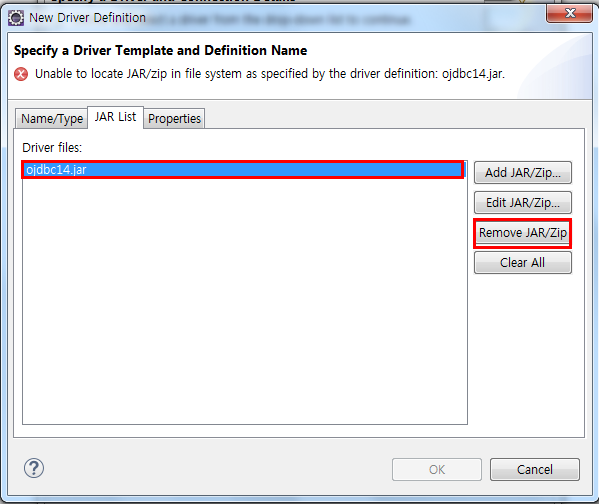 New Driver Definition
Specify a Driver Template and Definition Name
Unable to locate JAR/zip in file system as specified by the driver definition: ojdbc14.jar.
Name/Type
JAR List
Properties
Driver files:
ojdbc14.jar
Add JAR/Zip...
Edit JAR/Zip...
Remove JAR/Zip
Clear All
?
OK
Cancel